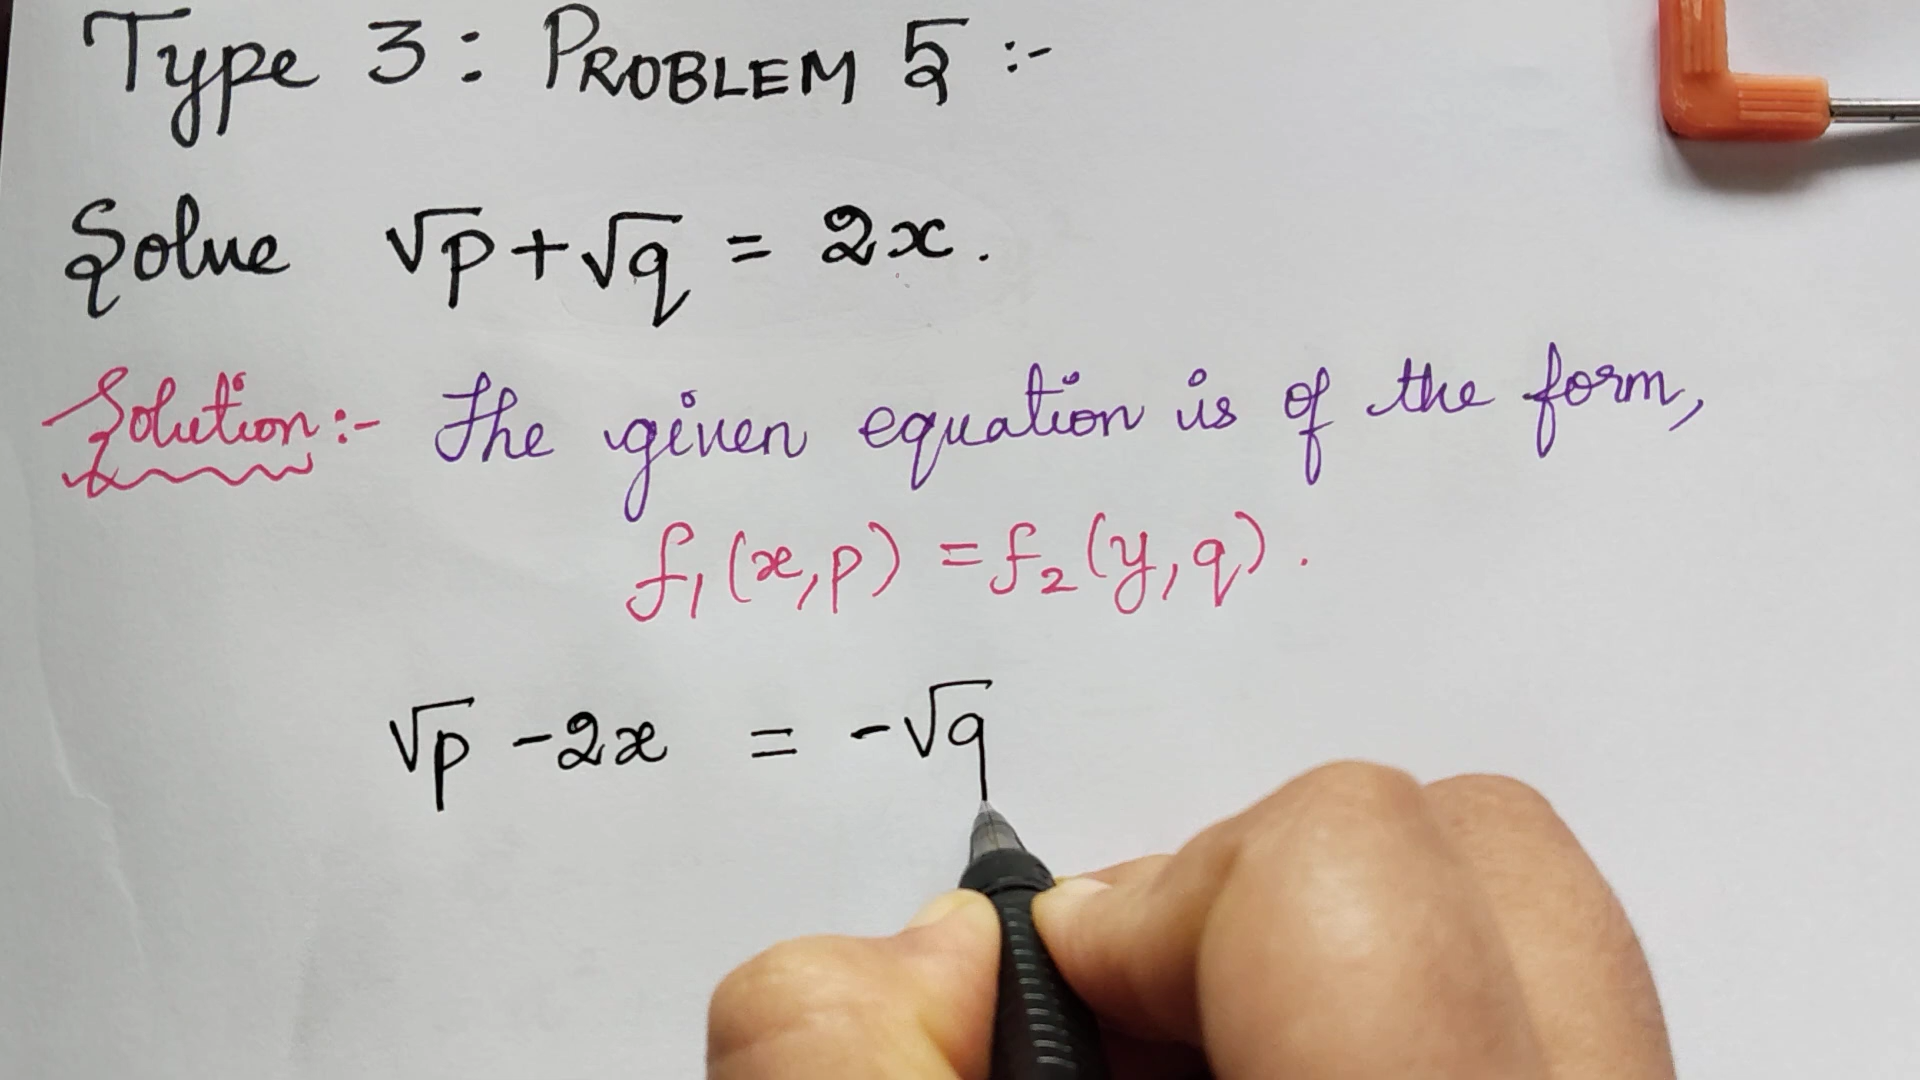 Type 3: PROBLEM 5 :-
Solve √p + √q = 2x.
Solution:- The given equation is of the form,
f₁(x,p) = f₂(y,q).
√p - 2x = -√q